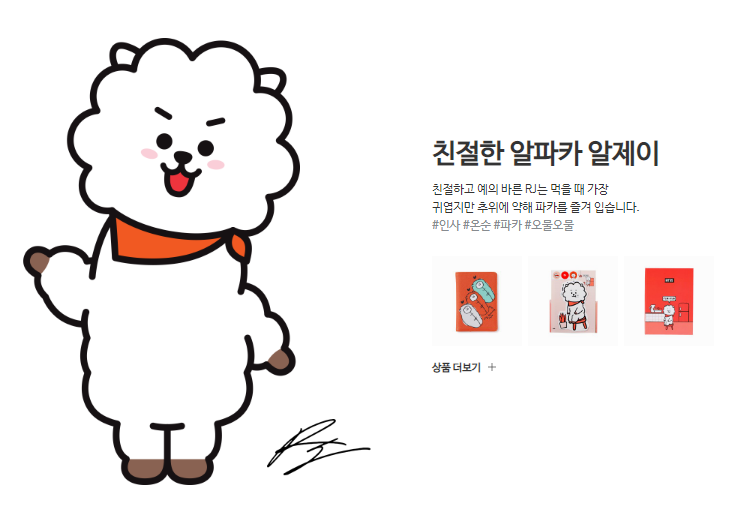 친절한 알파카 알제이
친절하고 예의 바른 RJ는 먹을 때 가장
귀엽지만 추위에 약해 파카를 즐겨 입습니다.
#인사 #온순 #파카 #오물오물
상품 더보기 +